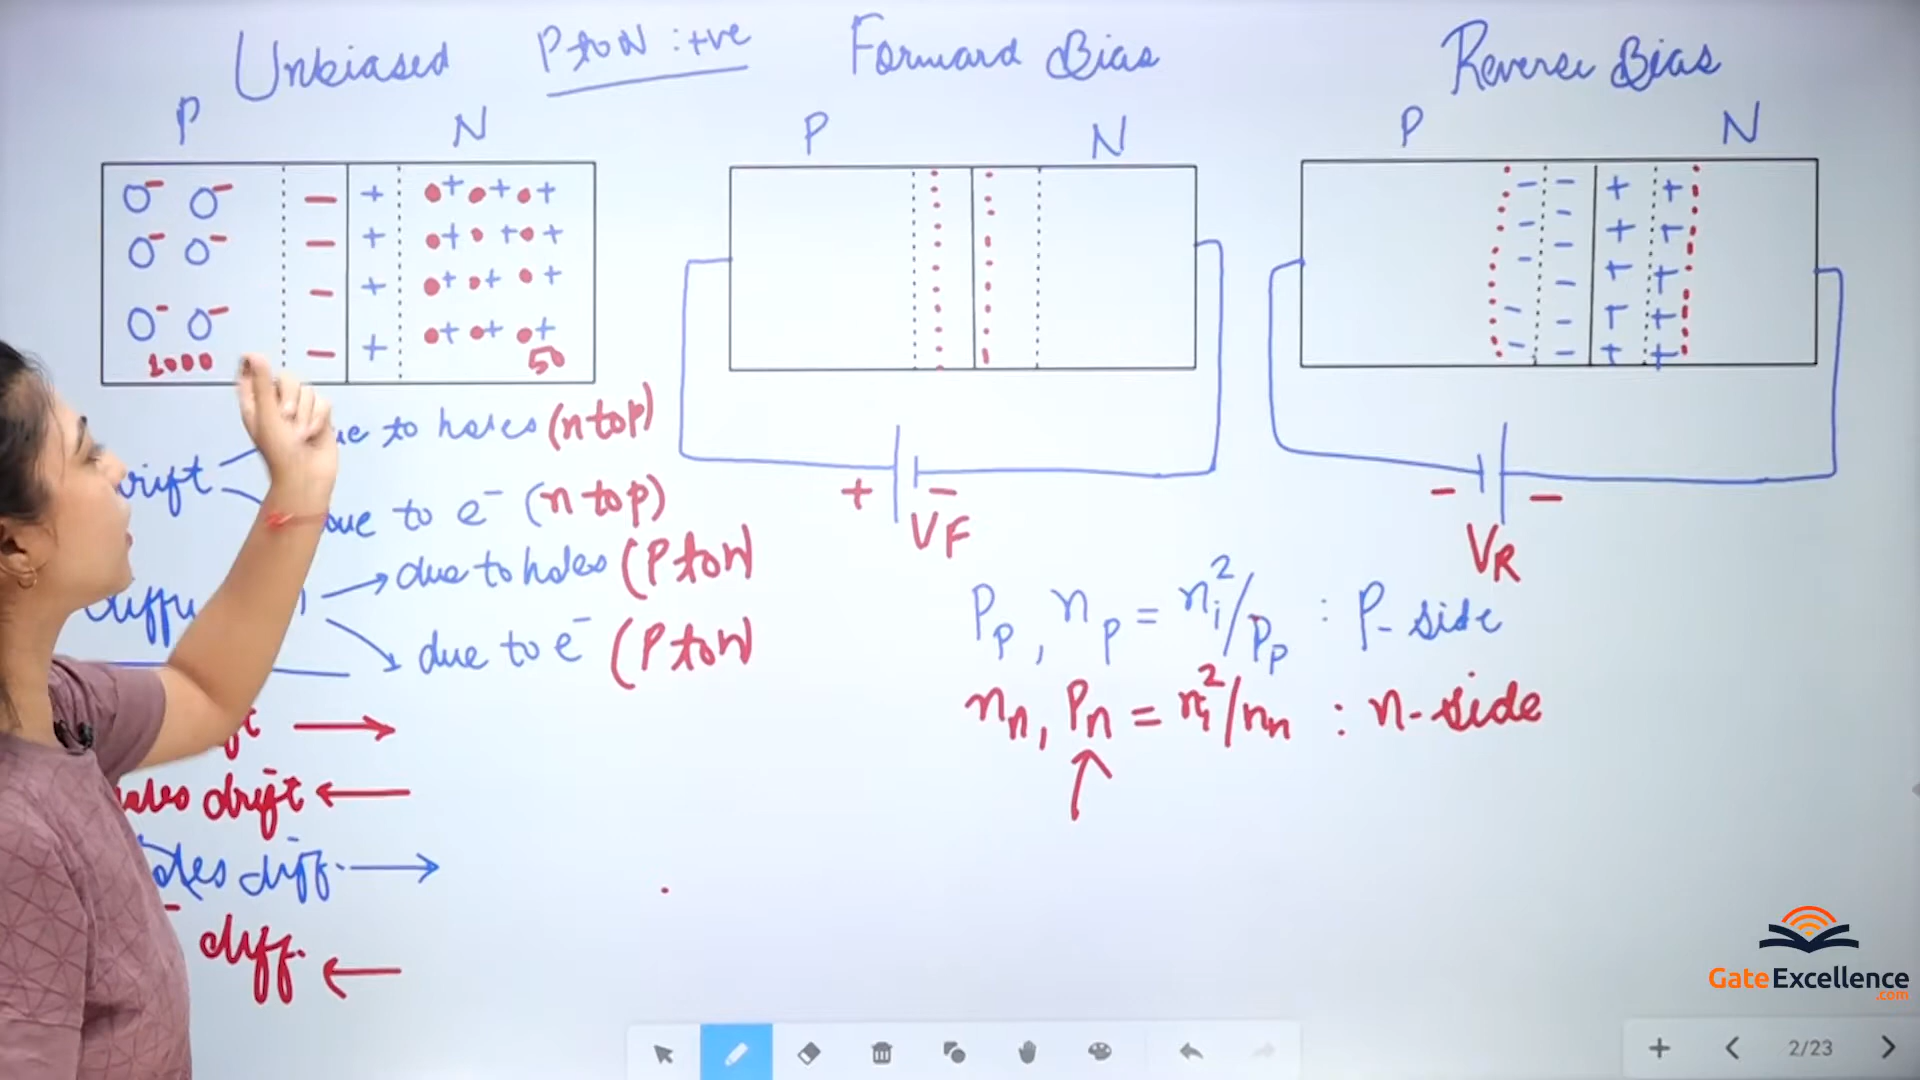 Unbiased P to N : +ve Forward Bias Reverse Bias
P N P N P N
1000 50
due to holes (n to p)
drift
due to e⁻ (n to p)
+ - VF
- - VR
due to holes (P to N)
due to e⁻ (P to N)
Pp, np = ni²/Pp : P-side
nn, Pn = ni²/nn : n-side
drift →
holes drift ←
holes diff. →
diff. ←
GateExcellence
.com
2/23